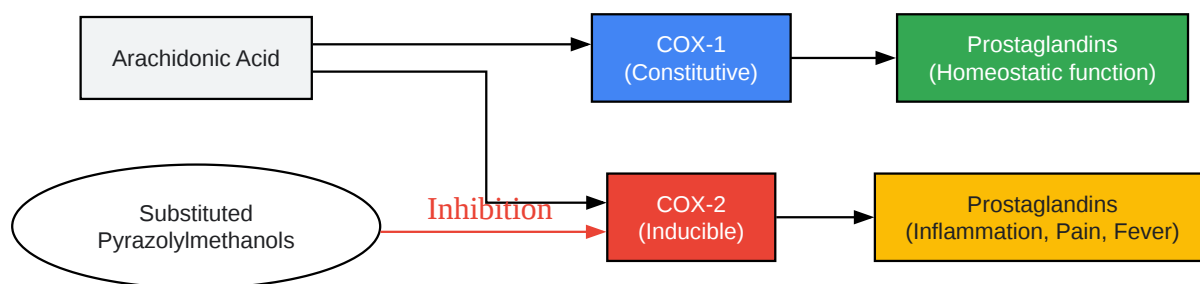 Arachidonic Acid
COX-1
(Constitutive)
Prostaglandins
(Homeostatic function)
Substituted
Pyrazolylmethanols
Inhibition
COX-2
(Inducible)
Prostaglandins
(Inflammation, Pain, Fever)